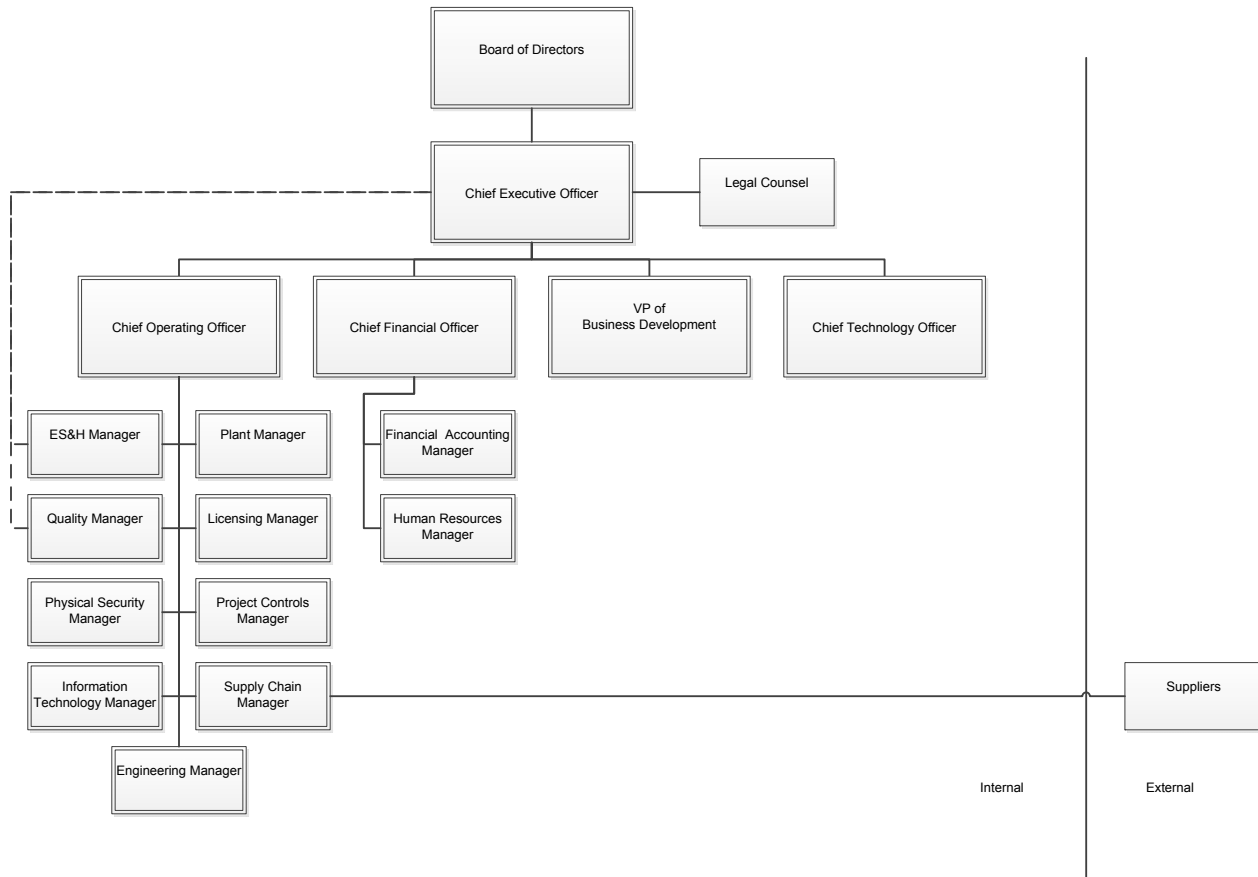 Board of Directors
Chief Executive Officer
Legal Counsel
Chief Operating Officer
Chief Financial Officer
VP of
Business Development
Chief Technology Officer
ES&H Manager
Plant Manager
Financial Accounting
Manager
Quality Manager
Licensing Manager
Human Resources
Manager
Physical Security
Manager
Project Controls
Manager
Information
Technology Manager
Supply Chain
Manager
Suppliers
Engineering Manager
Internal
External